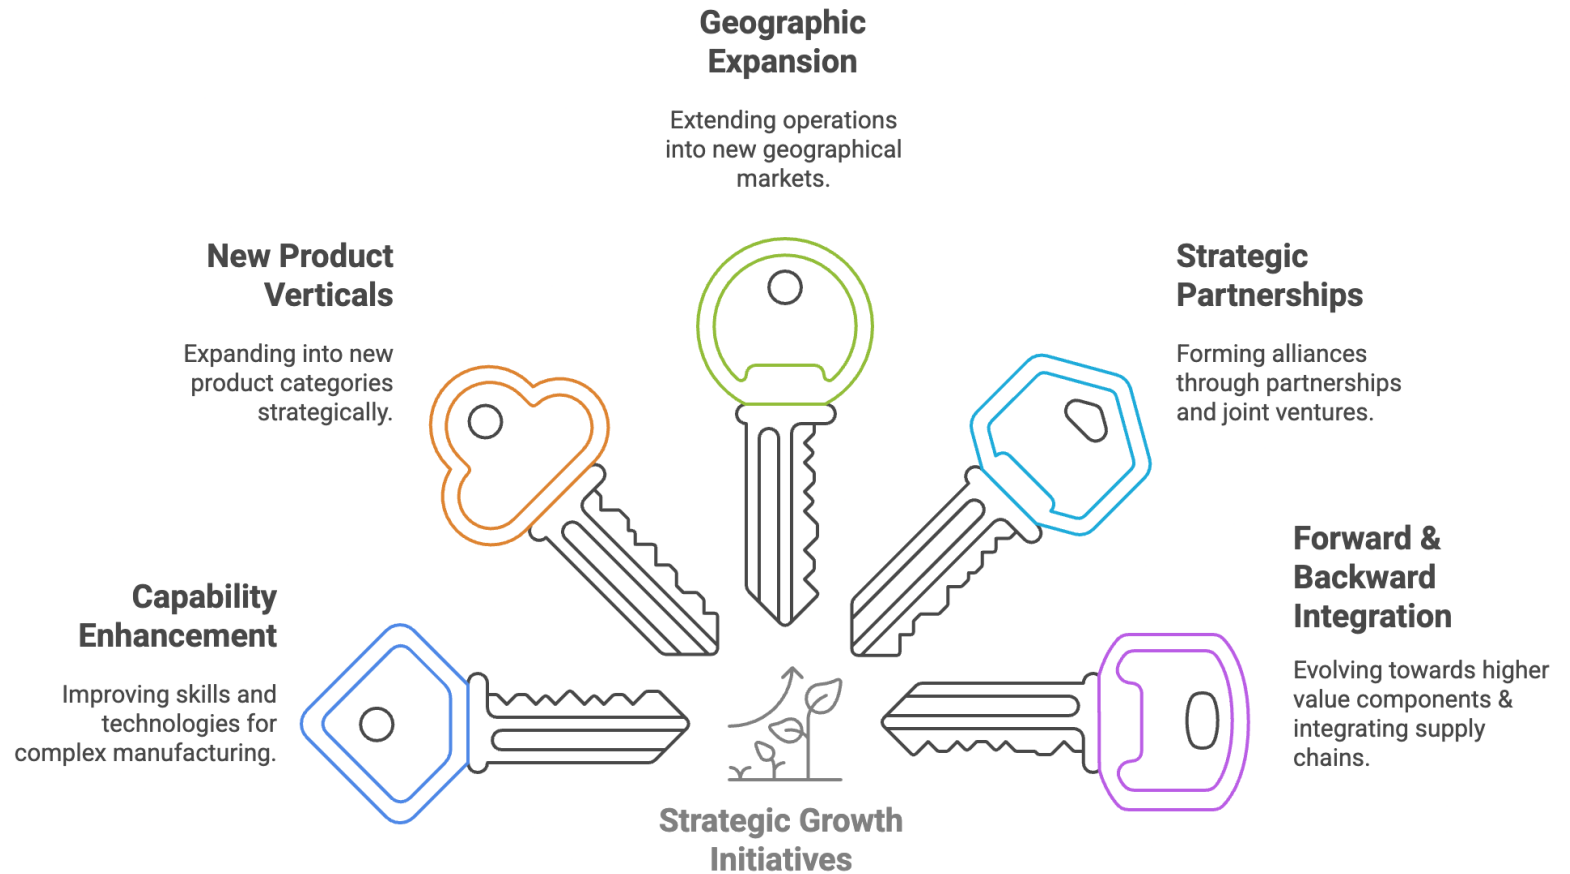 Geographic
Expansion
Extending operations
into new geographical
markets.
New Product
Verticals
Expanding into new
product categories
strategically.
Strategic
Partnerships
Forming alliances
through partnerships
and joint ventures.
Capability
Enhancement
Improving skills and
technologies for
complex manufacturing.
Forward &
Backward
Integration
Evolving towards higher
value components &
integrating supply
chains.
Strategic Growth
Initiatives